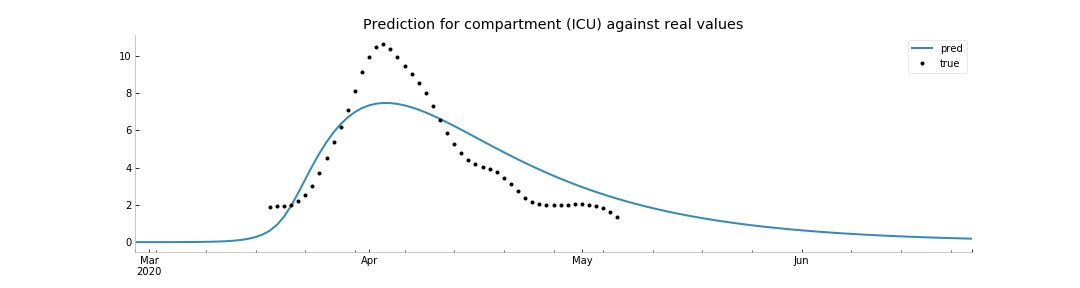 Prediction for compartment (ICU) against real values
pred
true
10
8
6
4
2
0
Mar
2020
Apr
May
Jun